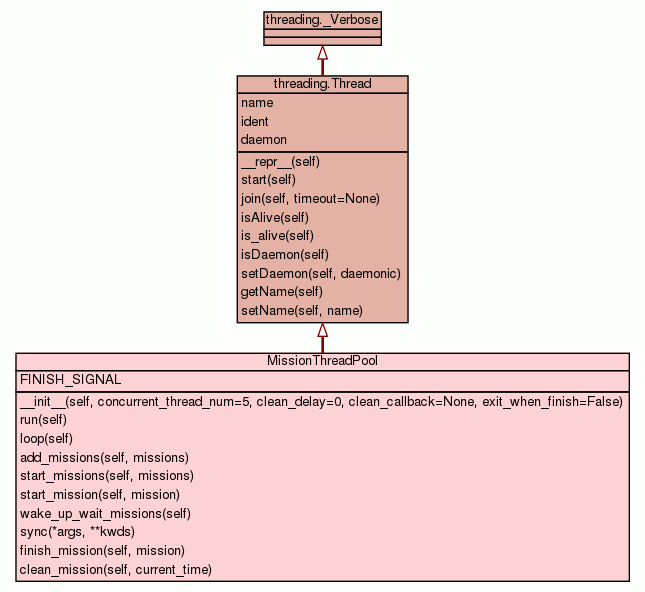 threading._Verbose
threading.Thread
name
ident
daemon
__repr__(self)
start(self)
join(self, timeout=None)
isAlive(self)
is_alive(self)
isDaemon(self)
setDaemon(self, daemonic)
getName(self)
setName(self, name)
MissionThreadPool
FINISH_SIGNAL
__init__(self, concurrent_thread_num=5, clean_delay=0, clean_callback=None, exit_when_finish=False)
run(self)
loop(self)
add_missions(self, missions)
start_missions(self, missions)
start_mission(self, mission)
wake_up_wait_missions(self)
sync(*args, **kwds)
finish_mission(self, mission)
clean_mission(self, current_time)